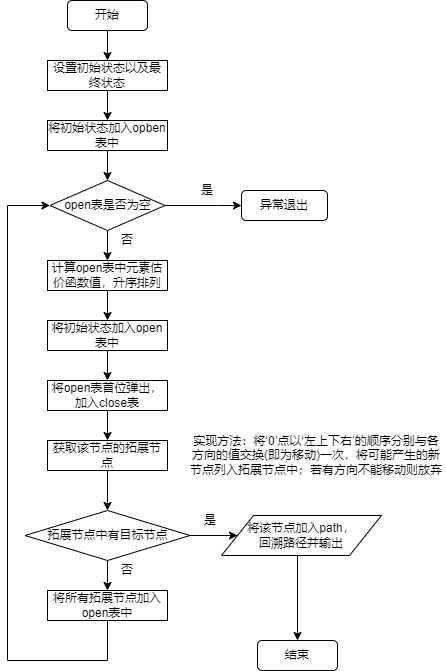 开始
设置初始状态以及最
终状态
将初始状态加入opben
表中
open表是否为空
是
异常退出
否
计算open表中元素估
价函数值，升序排列
将初始状态加入open
表中
将open表首位弹出，
加入close表
获取该节点的拓展节
点
实现方法：将‘0’点以‘左上下右’的顺序分别与各
方向的值交换(即为移动)一次，将可能产生的新
节点列入拓展节点中；若有方向不能移动则放弃
拓展节点中有目标节点
是
将该节点加入path，
回溯路径并输出
否
将所有拓展节点加入
open表中
结束